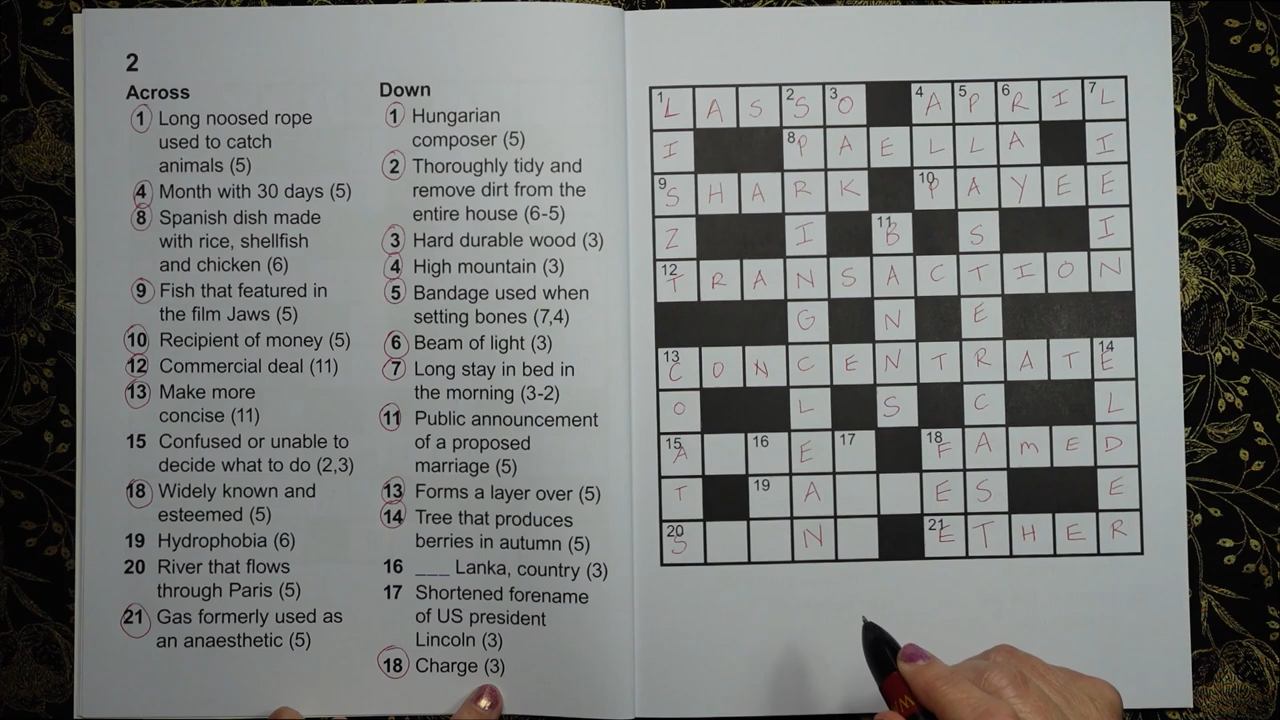 2
Across
1 Long noosed rope
used to catch
animals (5)
4 Month with 30 days (5)
8 Spanish dish made
with rice, shellfish
and chicken (6)
9 Fish that featured in
the film Jaws (5)
10 Recipient of money (5)
12 Commercial deal (11)
13 Make more
concise (11)
15 Confused or unable to
decide what to do (2,3)
18 Widely known and
esteemed (5)
19 Hydrophobia (6)
20 River that flows
through Paris (5)
21 Gas formerly used as
an anaesthetic (5)
Down
1 Hungarian
composer (5)
2 Thoroughly tidy and
remove dirt from the
entire house (6-5)
3 Hard durable wood (3)
4 High mountain (3)
5 Bandage used when
setting bones (7,4)
6 Beam of light (3)
7 Long stay in bed in
the morning (3-2)
11 Public announcement
of a proposed
marriage (5)
13 Forms a layer over (5)
14 Tree that produces
berries in autumn (5)
16 ___ Lanka, country (3)
17 Shortened forename
of US president
Lincoln (3)
18 Charge (3)
1 L A S 2 S 3 O 4 A 5 P 6 R I 7 L
I 8 P A E L L A I
9 S H A R K 10 P A Y E E
Z I 11 B S I
12 T R A N S A C T I O N
G N E
13 C O N C E N T R A T 14 E
O L S C L
15 A 16 E 17 18 F A M E D
T 19 A E S E
20 S N 21 E T H E R